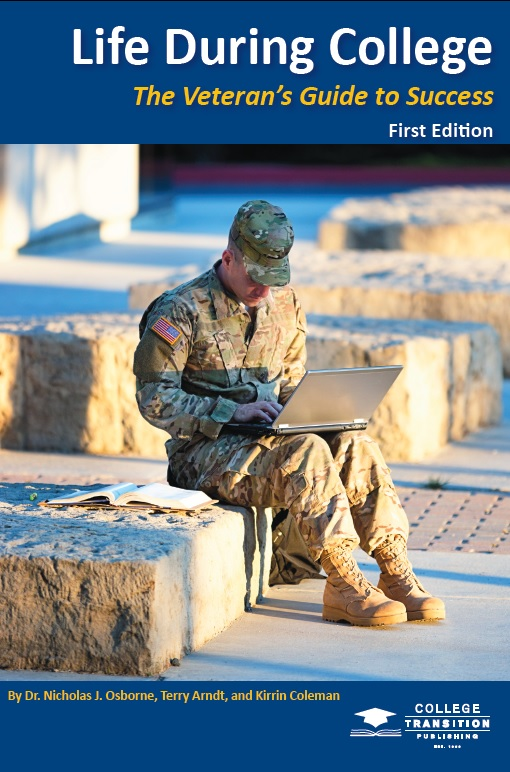 Life During College
The Veteran’s Guide to Success
First Edition
By Dr. Nicholas J. Osborne, Terry Arndt, and Kirrin Coleman
COLLEGE
TRANSITION
PUBLISHING